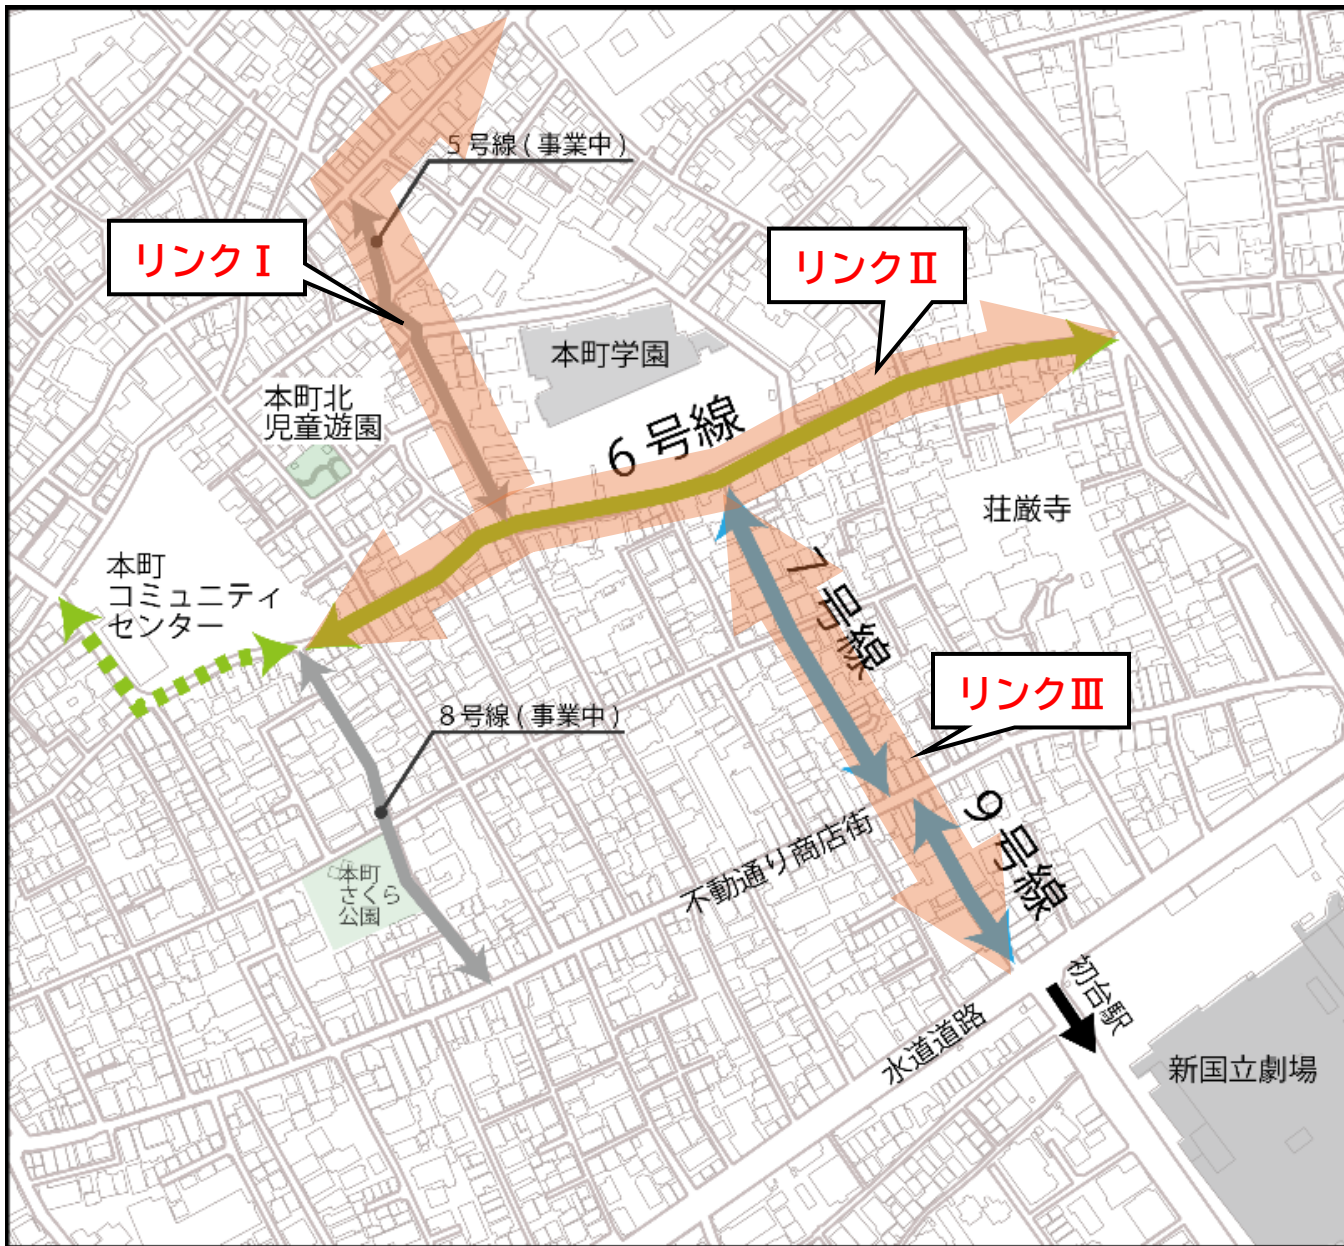 5号線(事業中)
リンクⅠ
リンクⅡ
本町学園
本町北
児童遊園
6号線
荘厳寺
本町
コミュニティ
センター
7号線
リンクⅢ
8号線(事業中)
不動通り商店街
9号線
本町
さくら
公園
初台駅
水道道路
新国立劇場